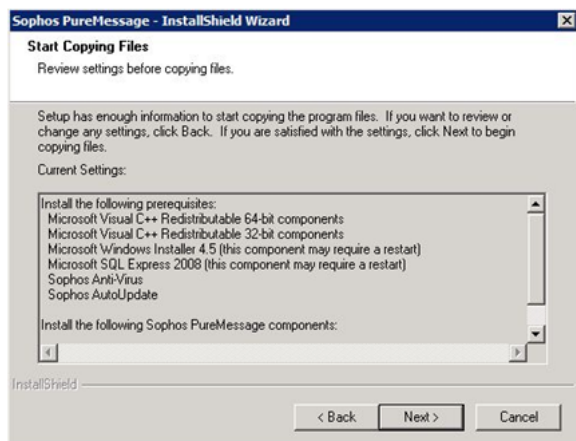 Sophos PureMessage - InstallShield Wizard
Start Copying Files
Review settings before copying files.
Setup has enough information to start copying the program files. If you want to review or
change any settings, click Back. If you are satisfied with the settings, click Next to begin
copying files.
Current Settings:
Install the following prerequisites:
Microsoft Visual C++ Redistributable 64-bit components
Microsoft Visual C++ Redistributable 32-bit components
Microsoft Windows Installer 4.5 (this component may require a restart)
Microsoft SQL Express 2008 (this component may require a restart)
Sophos Anti-Virus
Sophos AutoUpdate
Install the following Sophos PureMessage components:
InstallShield
< Back
Next >
Cancel